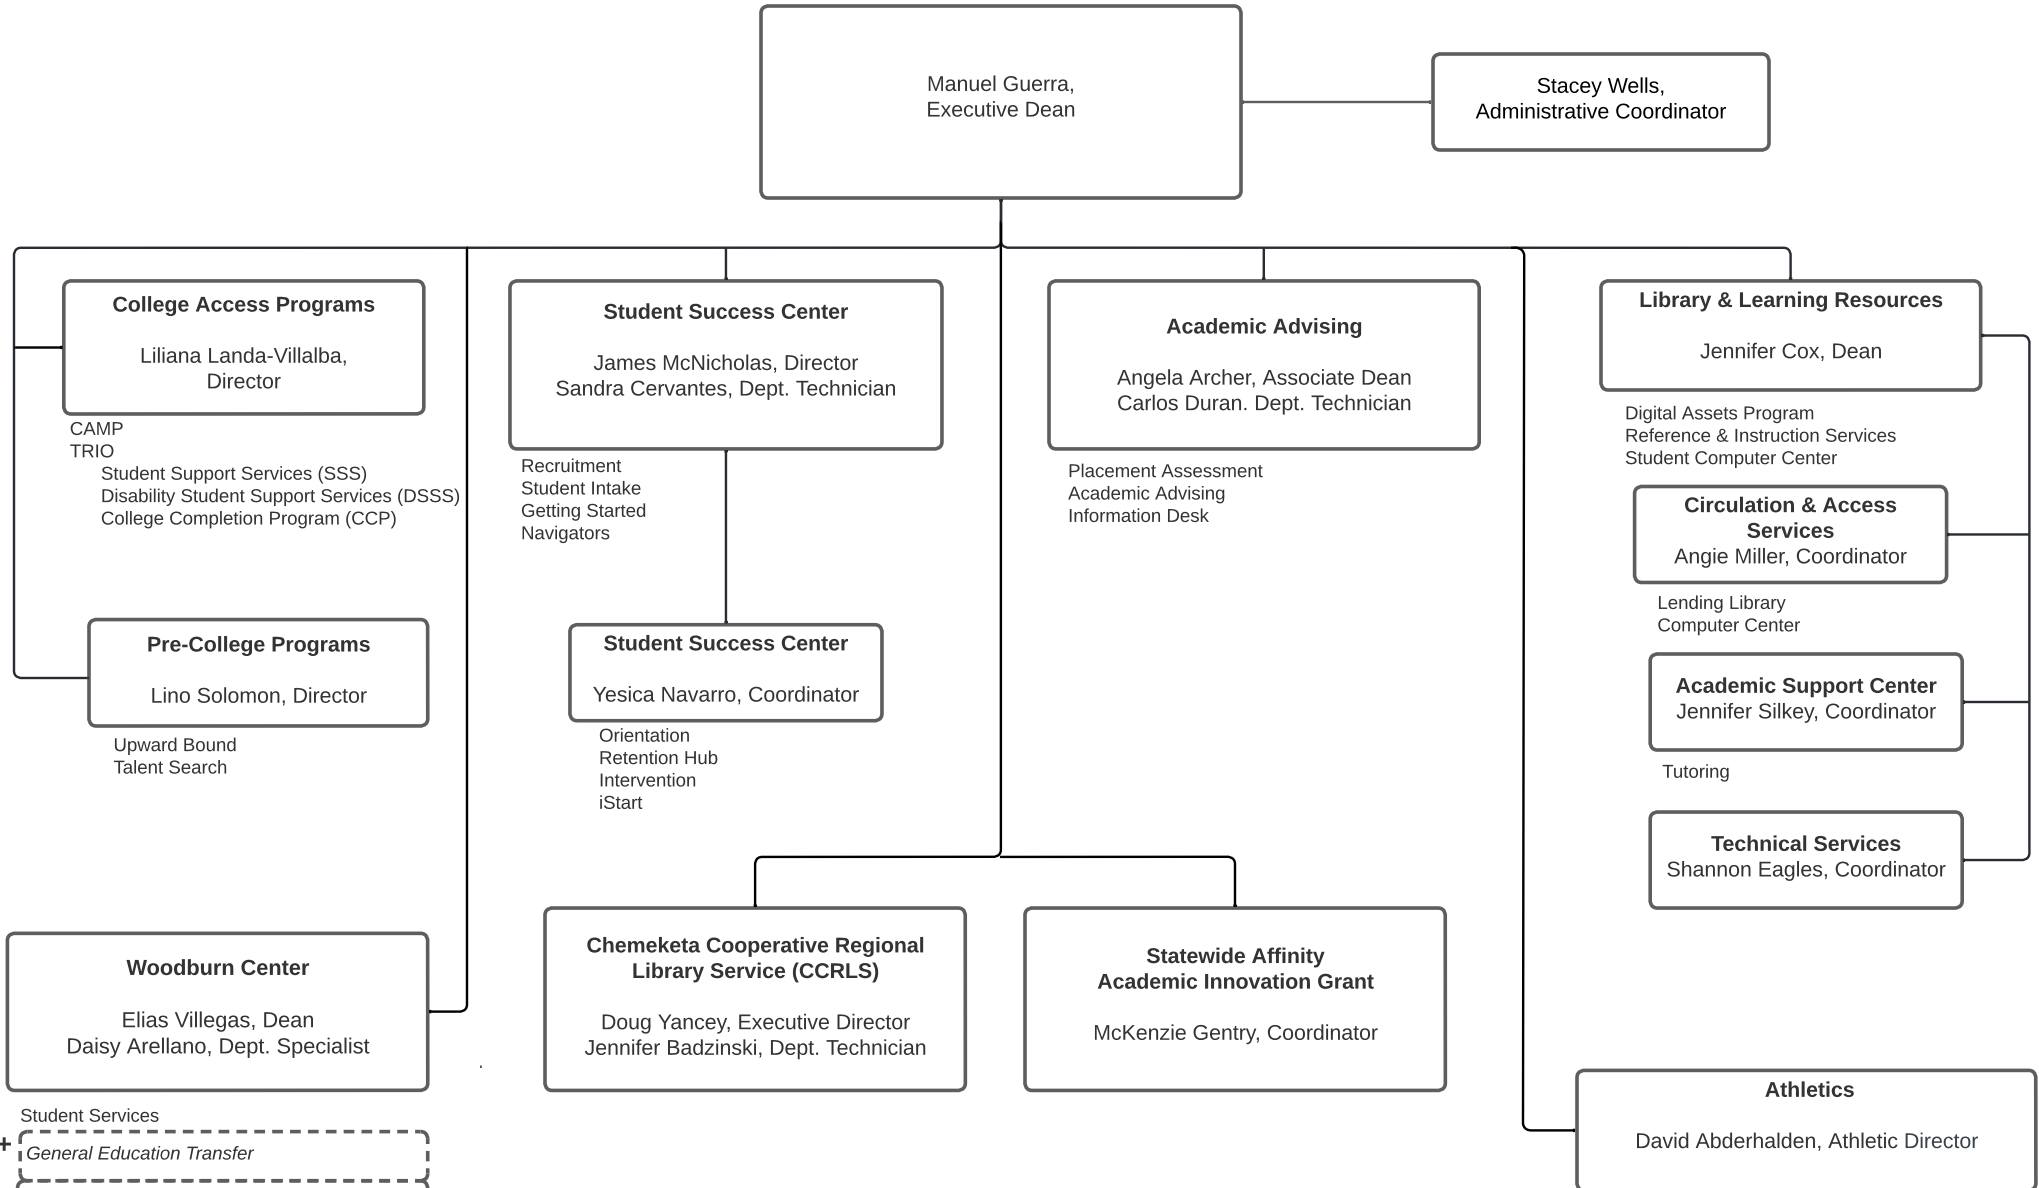 Manuel Guerra,
Executive Dean
Stacey Wells,
Administrative Coordinator
College Access Programs
Liliana Landa-Villalba,
Director
CAMP
TRIO
Student Support Services (SSS)
Disability Student Support Services (DSSS)
College Completion Program (CCP)
Pre-College Programs
Lino Solomon, Director
Upward Bound
Talent Search
Woodburn Center
Elias Villegas, Dean
Daisy Arellano, Dept. Specialist
Student Services
+
General Education Transfer
Student Success Center
James McNicholas, Director
Sandra Cervantes, Dept. Technician
Recruitment
Student Intake
Getting Started
Navigators
Student Success Center
Yesica Navarro, Coordinator
Orientation
Retention Hub
Intervention
iStart
Chemeketa Cooperative Regional
Library Service (CCRLS)
Doug Yancey, Executive Director
Jennifer Badzinski, Dept. Technician
Academic Advising
Angela Archer, Associate Dean
Carlos Duran. Dept. Technician
Placement Assessment
Academic Advising
Information Desk
Statewide Affinity
Academic Innovation Grant
McKenzie Gentry, Coordinator
Library & Learning Resources
Jennifer Cox, Dean
Digital Assets Program
Reference & Instruction Services
Student Computer Center
Circulation & Access
Services
Angie Miller, Coordinator
Lending Library
Computer Center
Academic Support Center
Jennifer Silkey, Coordinator
Tutoring
Technical Services
Shannon Eagles, Coordinator
Athletics
David Abderhalden, Athletic Director